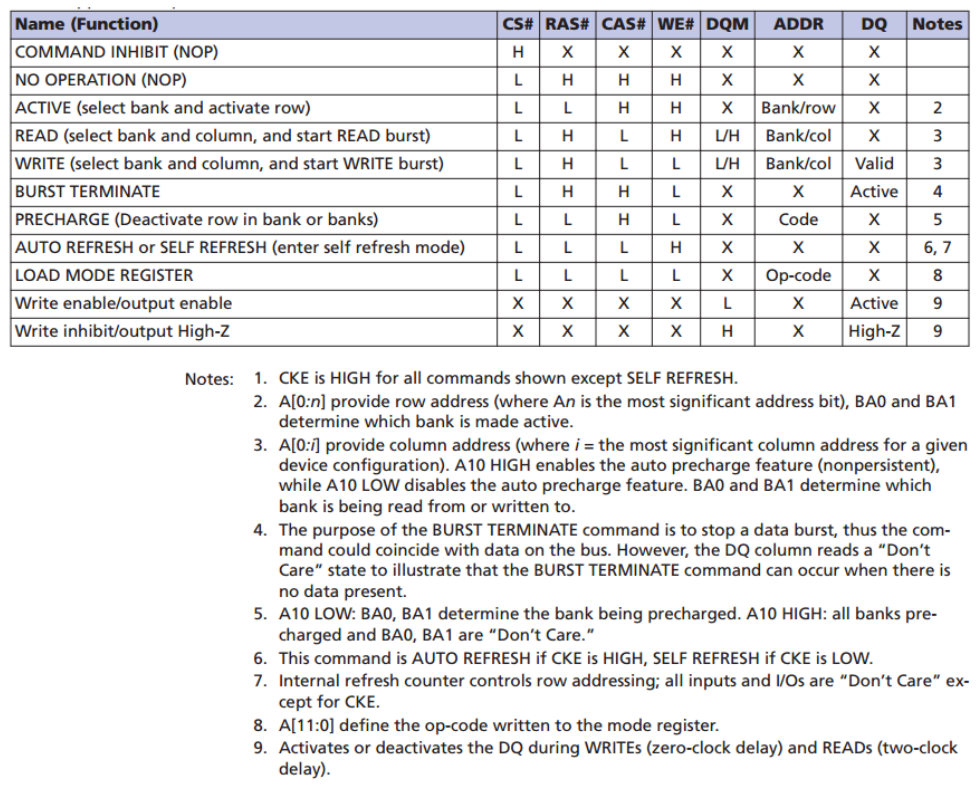 Name (Function) CS# RAS# CAS# WE# DQM ADDR DQ Notes
COMMAND INHIBIT (NOP) H X X X X X X
NO OPERATION (NOP) L H H H X X X
ACTIVE (select bank and activate row) L L H H X Bank/row X 2
READ (select bank and column, and start READ burst) L H L H L/H Bank/col X 3
WRITE (select bank and column, and start WRITE burst) L H L L L/H Bank/col Valid 3
BURST TERMINATE L H H L X X Active 4
PRECHARGE (Deactivate row in bank or banks) L L H L X Code X 5
AUTO REFRESH or SELF REFRESH (enter self refresh mode) L L L H X X X 6, 7
LOAD MODE REGISTER L L L L X Op-code X 8
Write enable/output enable X X X X L X Active 9
Write inhibit/output High-Z X X X X H X High-Z 9
Notes: 1. CKE is HIGH for all commands shown except SELF REFRESH.
2. A[0:n] provide row address (where An is the most significant address bit), BA0 and BA1
determine which bank is made active.
3. A[0:i] provide column address (where i = the most significant column address for a given
device configuration). A10 HIGH enables the auto precharge feature (nonpersistent),
while A10 LOW disables the auto precharge feature. BA0 and BA1 determine which
bank is being read from or written to.
4. The purpose of the BURST TERMINATE command is to stop a data burst, thus the com-
mand could coincide with data on the bus. However, the DQ column reads a “Don’t
Care” state to illustrate that the BURST TERMINATE command can occur when there is
no data present.
5. A10 LOW: BA0, BA1 determine the bank being precharged. A10 HIGH: all banks pre-
charged and BA0, BA1 are “Don’t Care.”
6. This command is AUTO REFRESH if CKE is HIGH, SELF REFRESH if CKE is LOW.
7. Internal refresh counter controls row addressing; all inputs and I/Os are “Don’t Care” ex-
cept for CKE.
8. A[11:0] define the op-code written to the mode register.
9. Activates or deactivates the DQ during WRITEs (zero-clock delay) and READs (two-clock
delay).